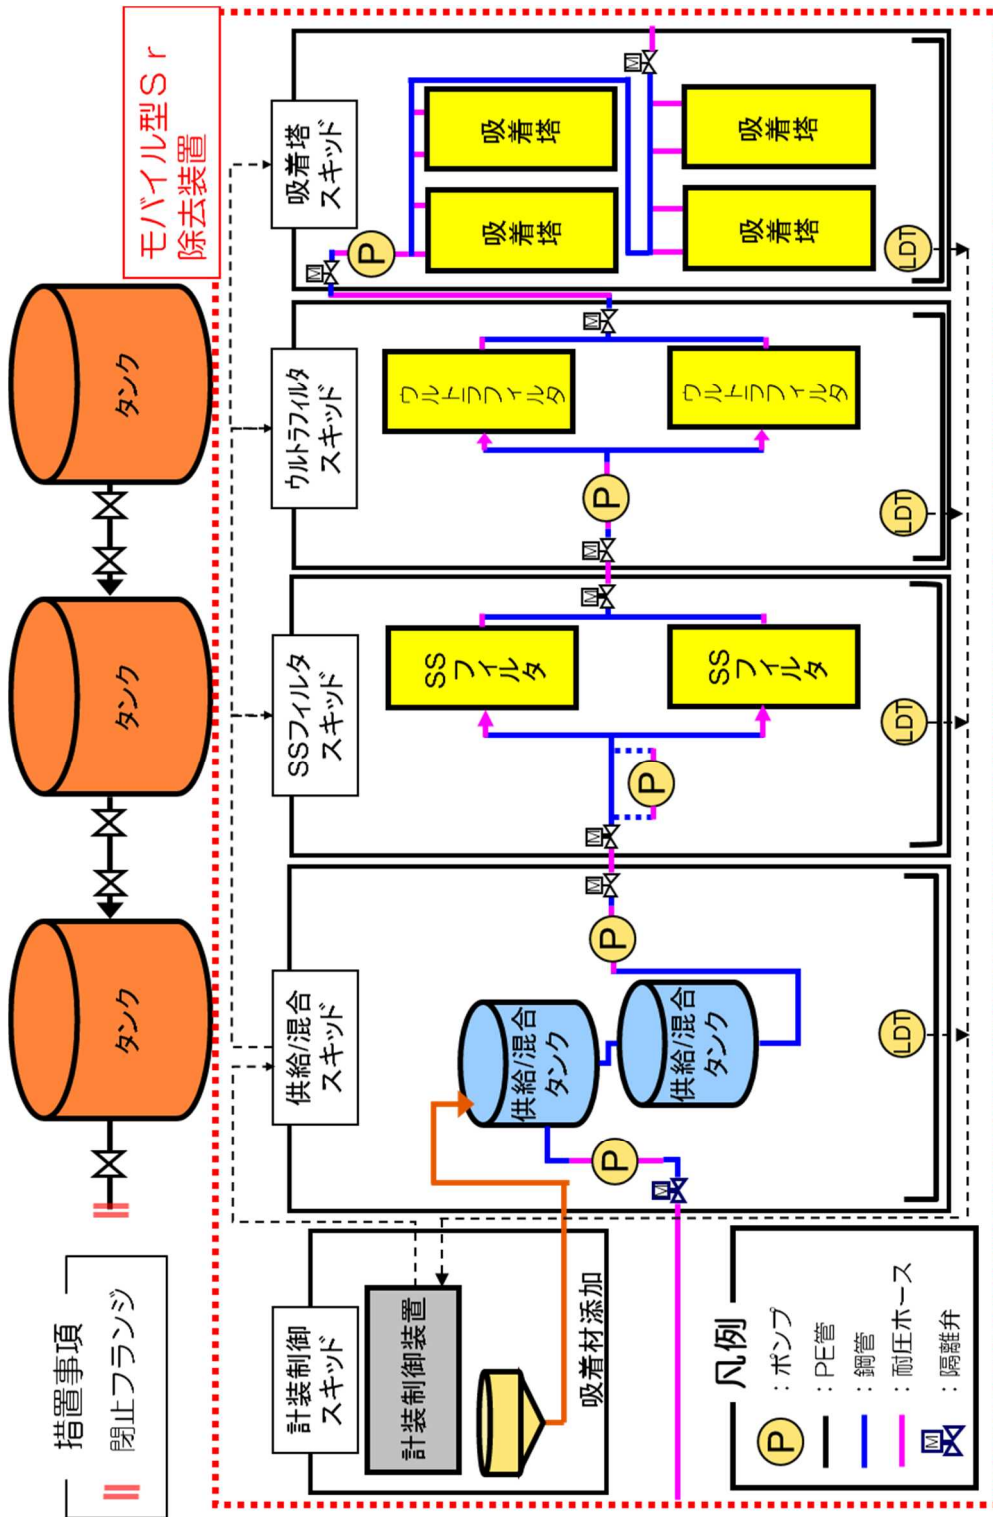 措置事項
閉止フランジ
タンク
タンク
タンク
モバイル型Ｓｒ
除去装置
計装制御
スキッド
計装制御装置
吸着材添加
供給/混合
スキッド
供給/混合
タンク
供給/混合
タンク
P
P
M
M
LDT
SSフィルタ
スキッド
SS
フィルタ
SS
フィルタ
P
M
M
LDT
ウルトラフィルタ
スキッド
ウルトラフィルタ
ウルトラフィルタ
P
M
M
LDT
吸着塔
スキッド
吸着塔
吸着塔
吸着塔
吸着塔
P
M
M
LDT
凡例
P
：ポンプ
：PE管
：鋼管
：耐圧ホース
M
：隔離弁